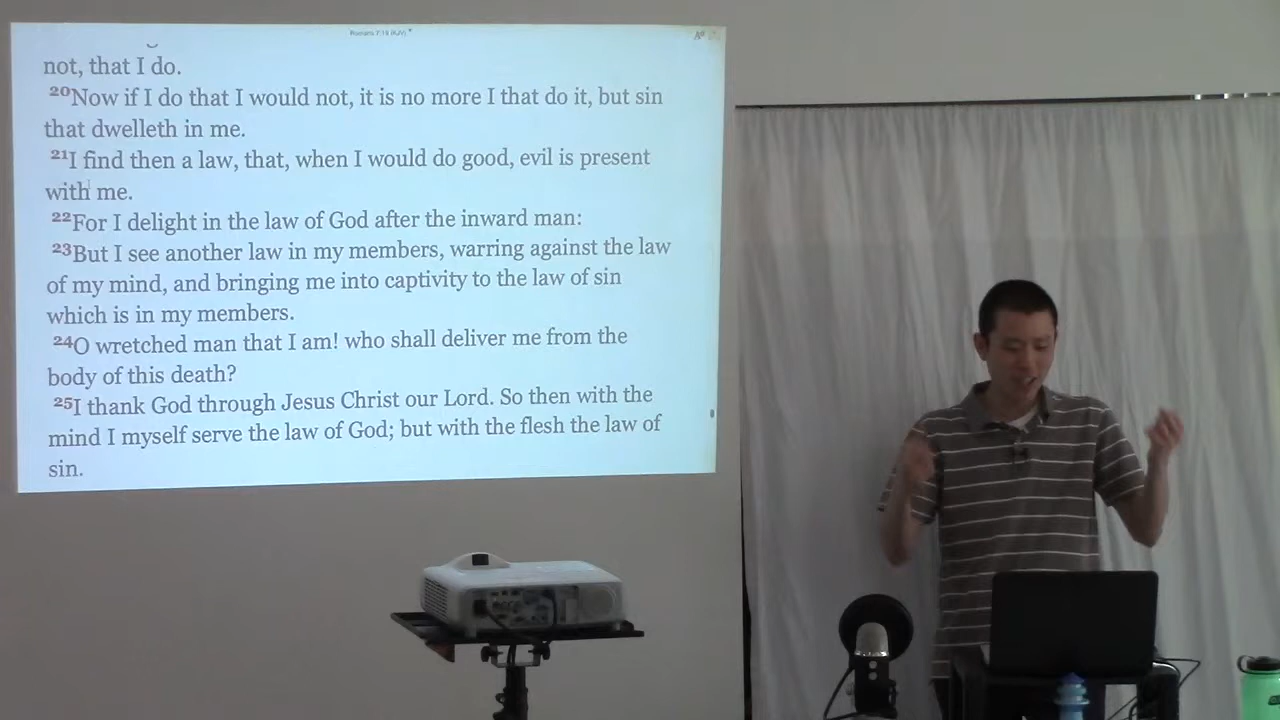 Romans 7:19 (KJV)
not, that I do.
20Now if I do that I would not, it is no more I that do it, but sin
that dwelleth in me.
21I find then a law, that, when I would do good, evil is present
with me.
22For I delight in the law of God after the inward man:
23But I see another law in my members, warring against the law
of my mind, and bringing me into captivity to the law of sin
which is in my members.
24O wretched man that I am! who shall deliver me from the
body of this death?
25I thank God through Jesus Christ our Lord. So then with the
mind I myself serve the law of God; but with the flesh the law of
sin.